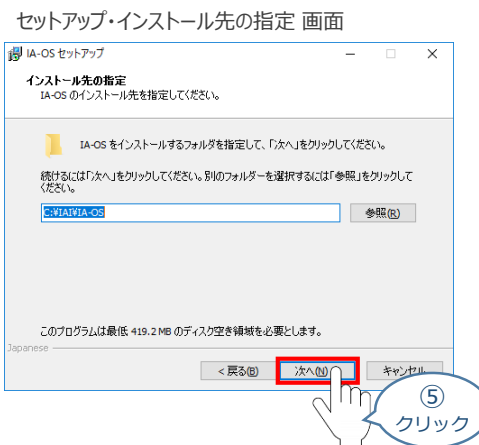 セットアップ・インストール先の指定 画面
IA-OS セットアップ
インストール先の指定
IA-OS のインストール先を指定してください。
IA-OS をインストールするフォルダを指定して、「次へ」をクリックしてください。
続けるには「次へ」をクリックしてください。別のフォルダーを選択するには「参照」をクリックして
ください。
C:¥IAI¥IA-OS
参照(R)
このプログラムは最低 419.2 MB のディスク空き領域を必要とします。
Japanese
< 戻る(B)
次へ(N)
キャンセル
⑤
クリック